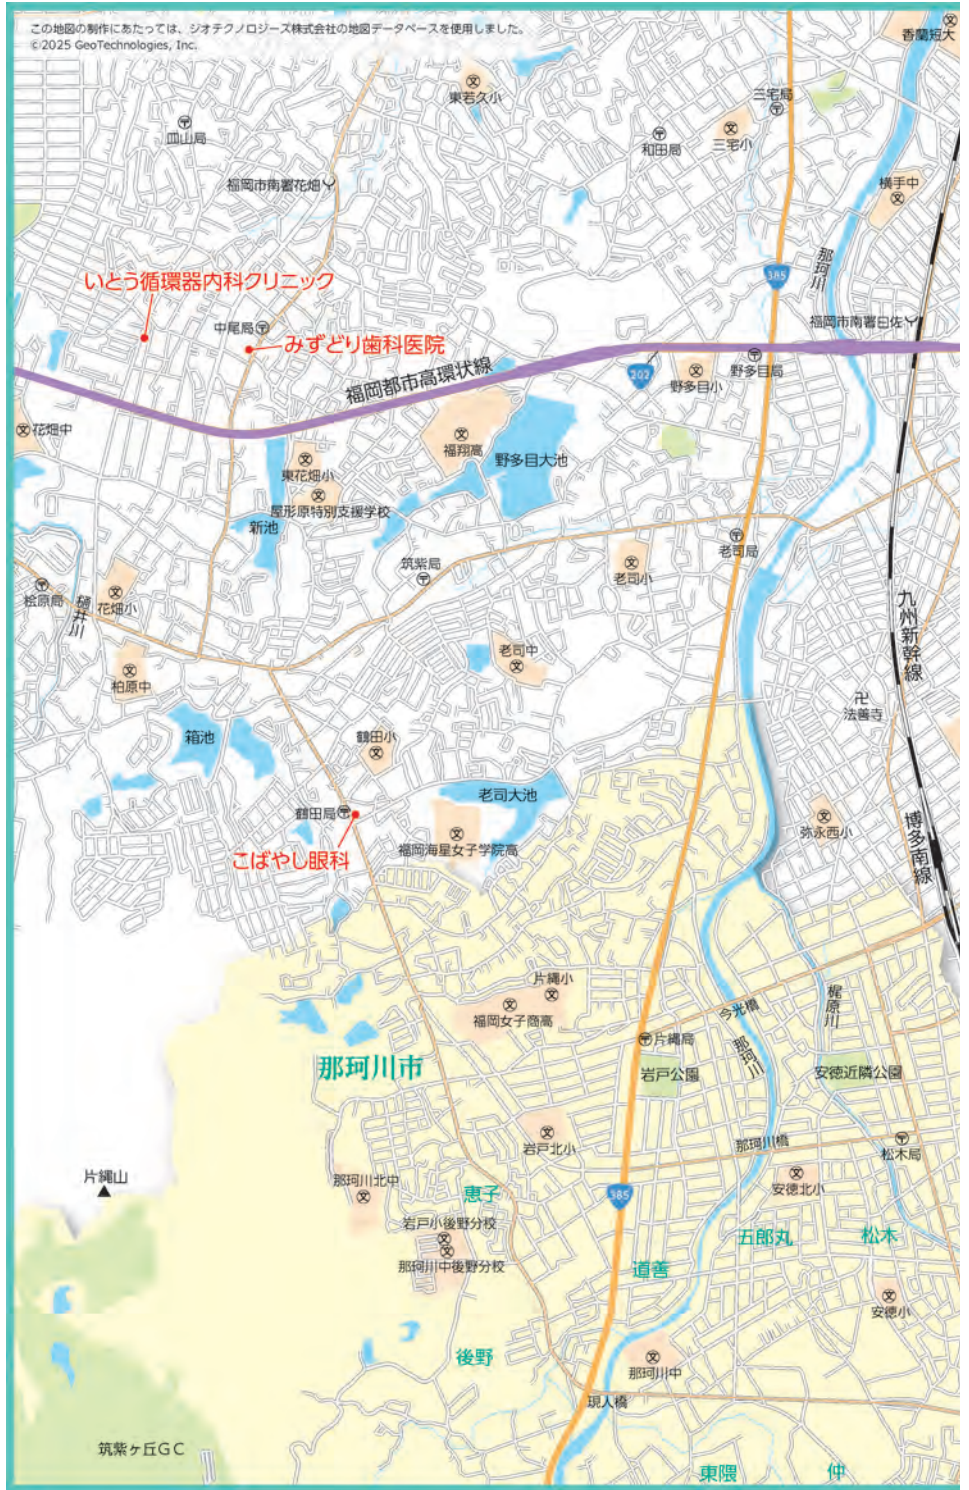 この地図の制作にあたっては、ジオテクノロジーズ株式会社の地図データベースを使用しました。
©2025 GeoTechnologies, Inc.
香蘭短大
東若久小
三宅局
皿山局
和田局
三宅小
福岡市南署花畑
横手中
那珂川
385
いとう循環器内科クリニック
中尾局
福岡市南署日佐
みずどり歯科医院
福岡都市高環状線
202
野多目小
野多目局
花畑中
福翔高
野多目大池
東花畑小
屋形原特別支援学校
新池
老司局
筑紫局
老司小
桧原局
樋井川
花畑小
九州新幹線
老司中
柏原中
法善寺
箱池
鶴田小
老司大池
鶴田局
福岡海星女子学院高
弥永西小
博多南線
こばやし眼科
片縄小
福岡女子商高
今光橋
梶原川
片縄局
那珂川
那珂川市
岩戸公園
安徳近隣公園
岩戸北小
那珂川橋
松木局
片縄山
那珂川北中
恵子
385
安徳北小
岩戸小後野分校
五郎丸
松木
那珂川中後野分校
道善
安徳小
後野
那珂川中
現人橋
筑紫ヶ丘GC
東隈
仲